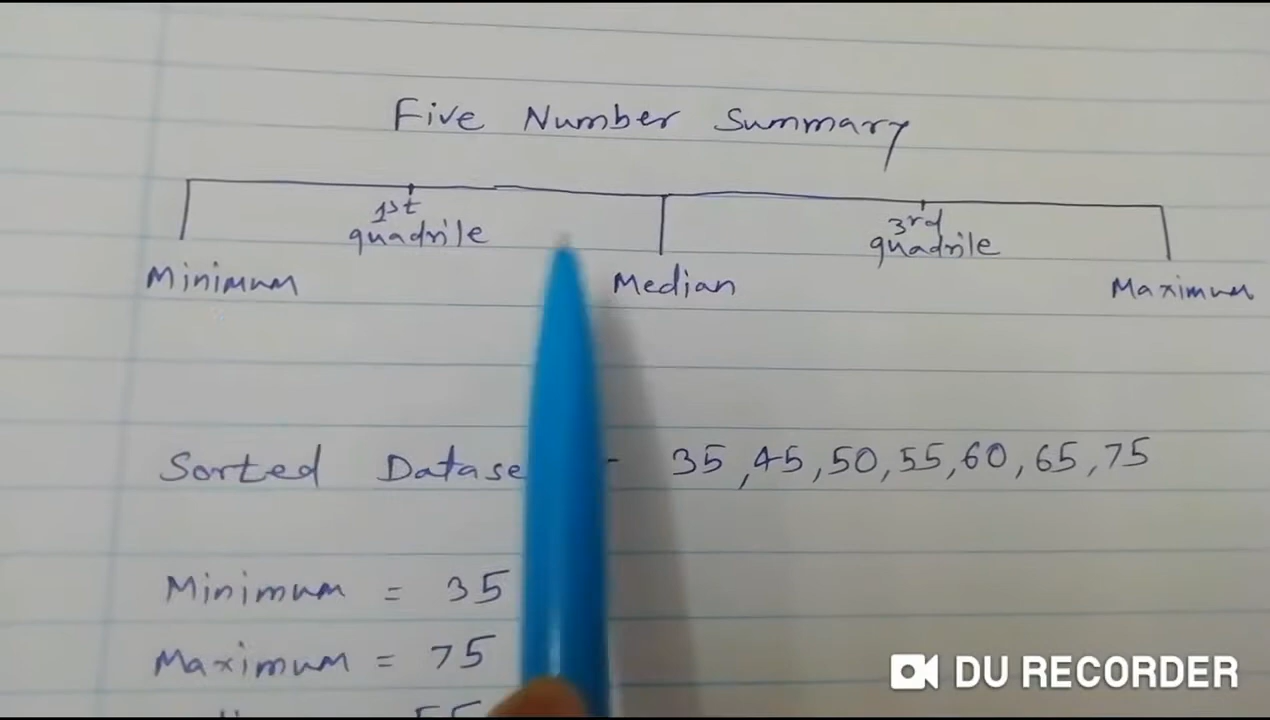 Five Number Summary
1st
quadrile
3rd
quadrile
Minimum
Median
Maximum
Sorted Datase - 35, 45, 50, 55, 60, 65, 75
Minimum = 35
Maximum = 75
55
DU RECORDER